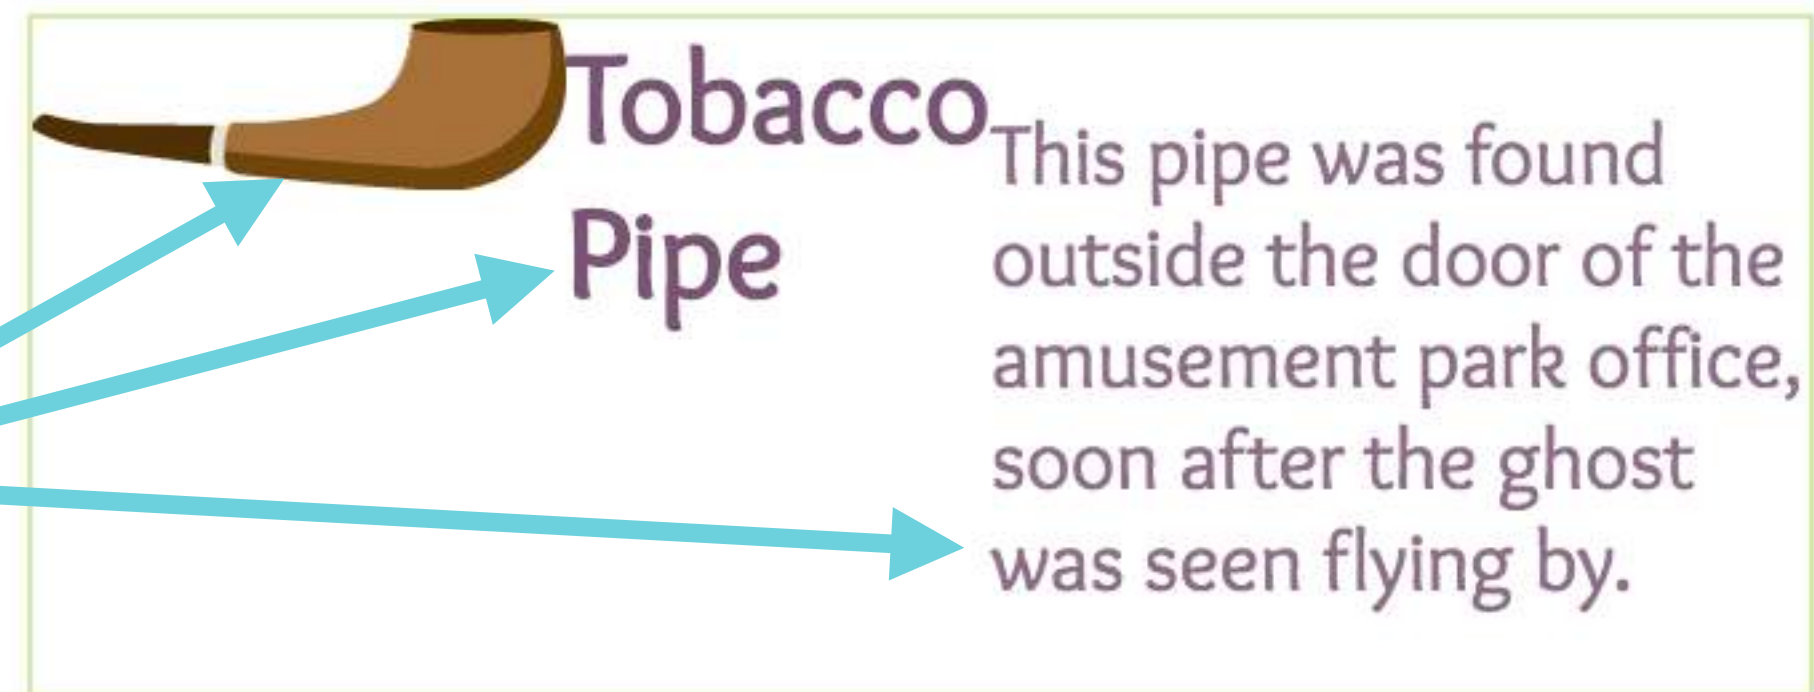 Tobacco
Pipe
This pipe was found
outside the door of the
amusement park office,
soon after the ghost
was seen flying by.